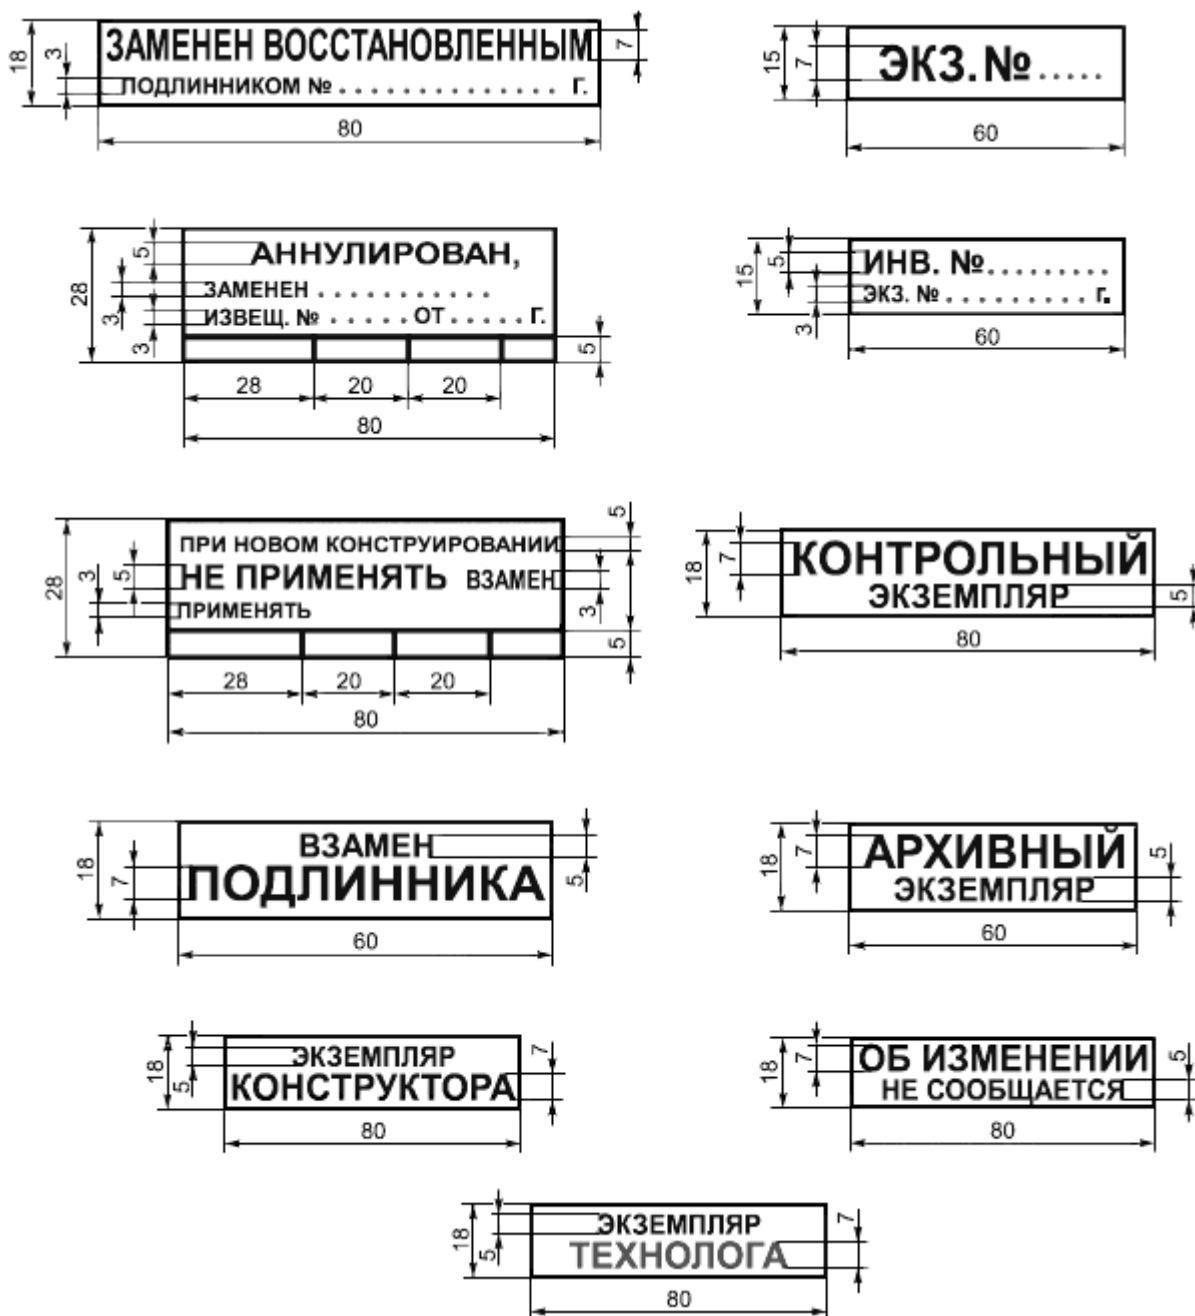 ЗАМЕНЕН ВОССТАНОВЛЕННЫМ
ПОДЛИННИКОМ № . . . . . . . . . . . . . . Г.
18
3
7
80
ЭКЗ. № . . . . .
15
7
60
АННУЛИРОВАН,
ЗАМЕНЕН . . . . . . . . . . .
ИЗВЕЩ. № . . . . . ОТ . . . . . Г.
28
5
3
3
5
28 20 20
80
ИНВ. № . . . . . . . . .
ЭКЗ. № . . . . . . . . . Г.
15
5
3
60
ПРИ НОВОМ КОНСТРУИРОВАНИИ
НЕ ПРИМЕНЯТЬ ВЗАМЕН
ПРИМЕНЯТЬ
28
3
5
5
3
5
28 20 20
80
КОНТРОЛЬНЫЙ
ЭКЗЕМПЛЯР
18
7
5
80
ВЗАМЕН
ПОДЛИННИКА
18
7
5
60
АРХИВНЫЙ
ЭКЗЕМПЛЯР
18
7
5
60
ЭКЗЕМПЛЯР
КОНСТРУКТОРА
18
5
7
80
ОБ ИЗМЕНЕНИИ
НЕ СООБЩАЕТСЯ
18
7
5
80
ЭКЗЕМПЛЯР
ТЕХНОЛОГА
18
5
7
80